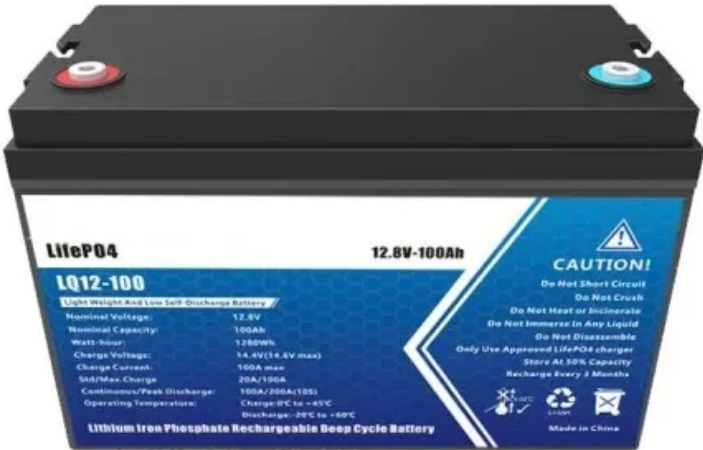 LifePO4
12.8V-100Ah
LQ12-100
Light Weight And Low Self-Discharge Battery
Nominal Voltage: 12.8V
Nominal Capacity: 100Ah
Watt-hour: 1280Wh
Charge Voltage: 14.4V(14.6V max)
Charge Current: 100A max
Std/Max.Charge 20A/100A
Continuous/Peak Discharge: 100A/200A(10S)
Operating Temperature: Charge:0℃ to +45℃
Discharge:-20℃ to +60℃
Lithium Iron Phosphate Rechargeable Deep Cycle Battery
CAUTION!
Do Not Short Circuit
Do Not Crush
Do Not Heat or Incinerate
Do Not Immerse In Any Liquid
Do Not Disassemble
Only Use Approved LifePO4 charger
Store At 50% Capacity
Recharge Every 3 Months
Li-ion
Made in China